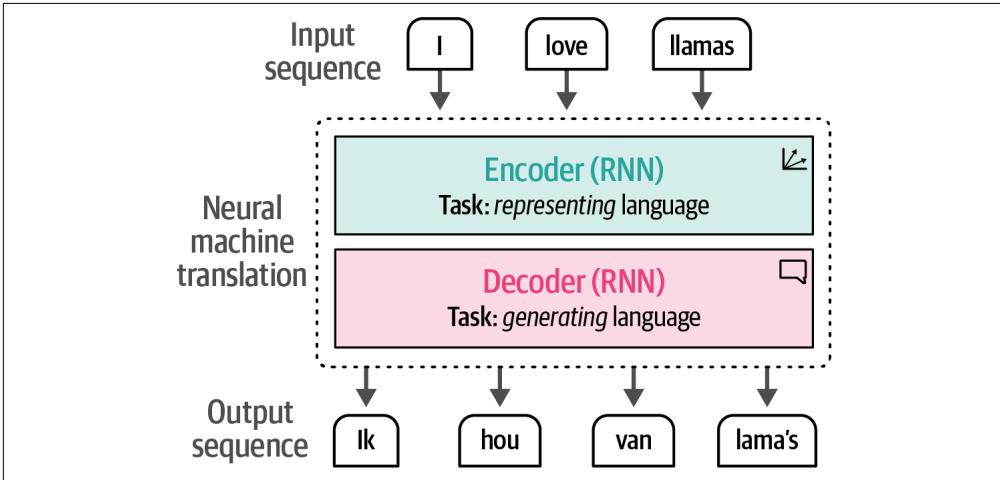 Input
sequence
I
love
llamas
Neural
machine
translation
Encoder (RNN)
Task: representing language
Decoder (RNN)
Task: generating language
Output
sequence
Ik
hou
van
lama's